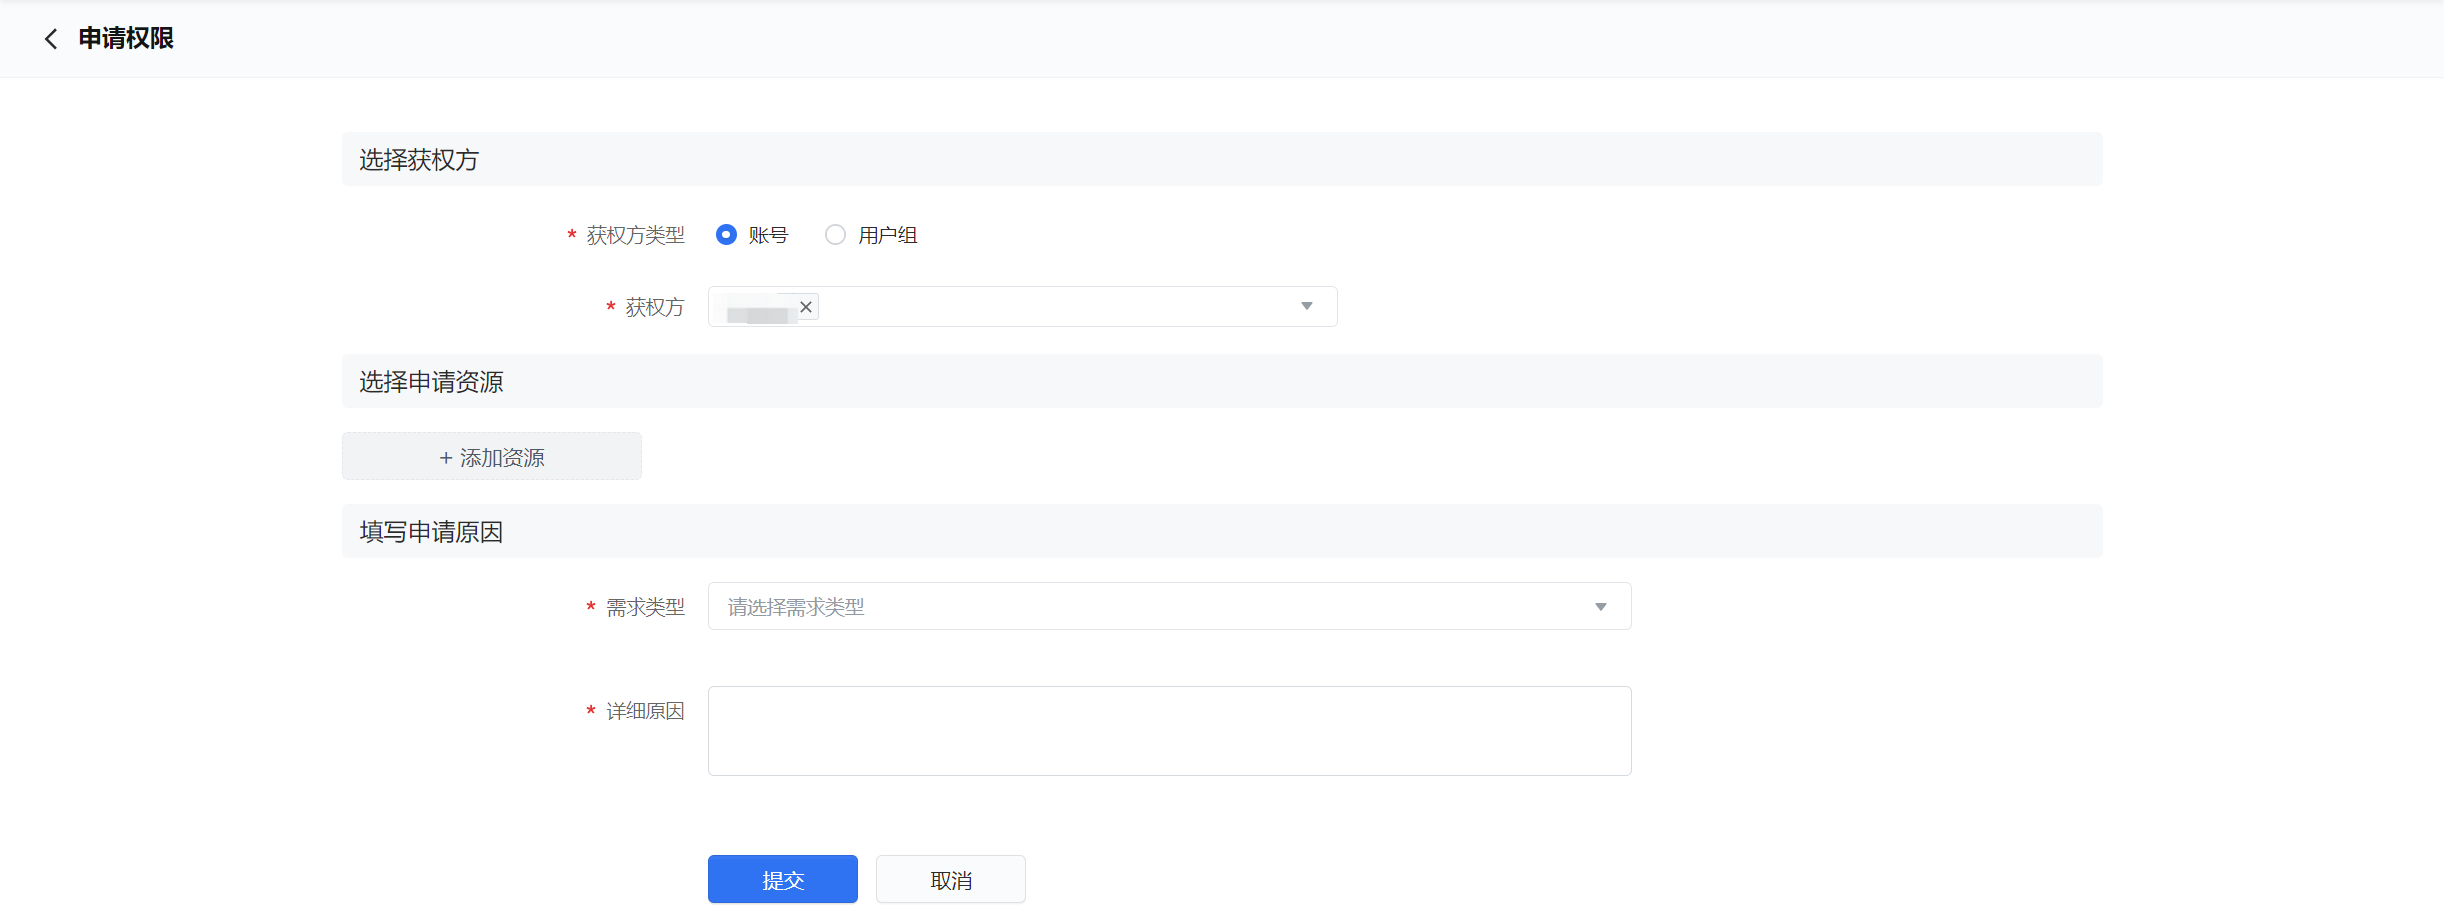 申请权限
选择获权方
* 获权方类型 账号 用户组
* 获权方
选择申请资源
+ 添加资源
填写申请原因
* 需求类型 请选择需求类型
* 详细原因
提交 取消